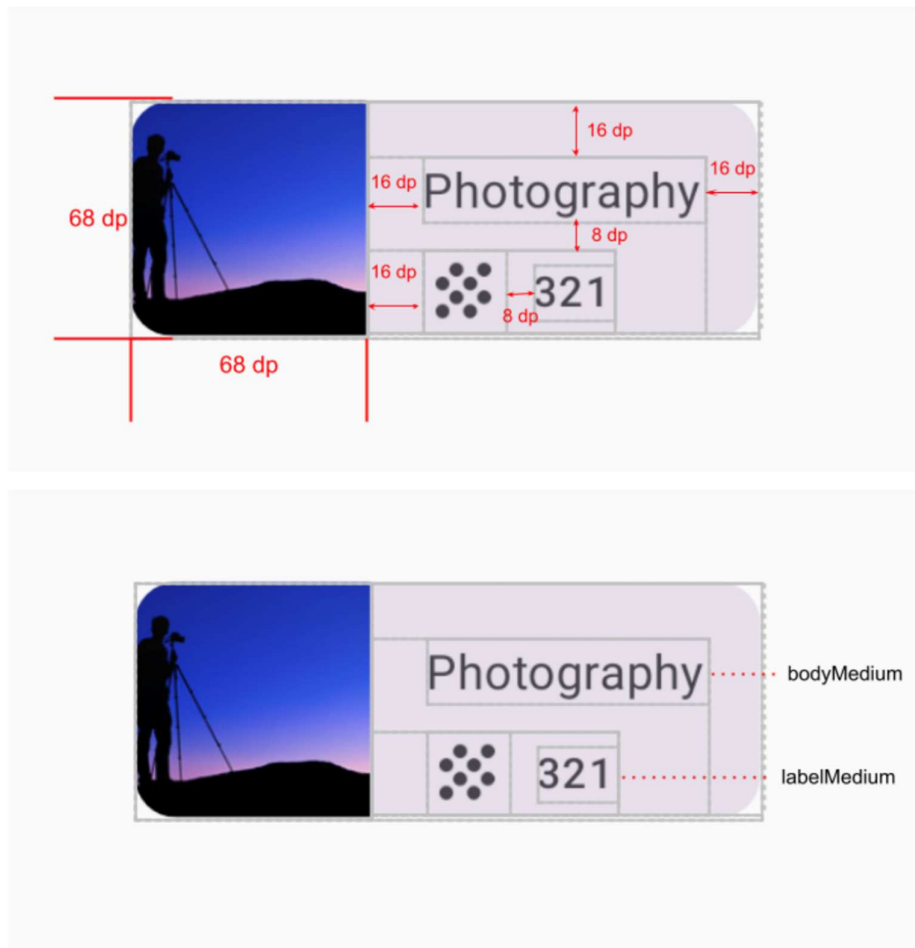 16 dp
16 dp
16 dp
Photography
68 dp
8 dp
16 dp
321
8 dp
68 dp
Photography
bodyMedium
321
labelMedium